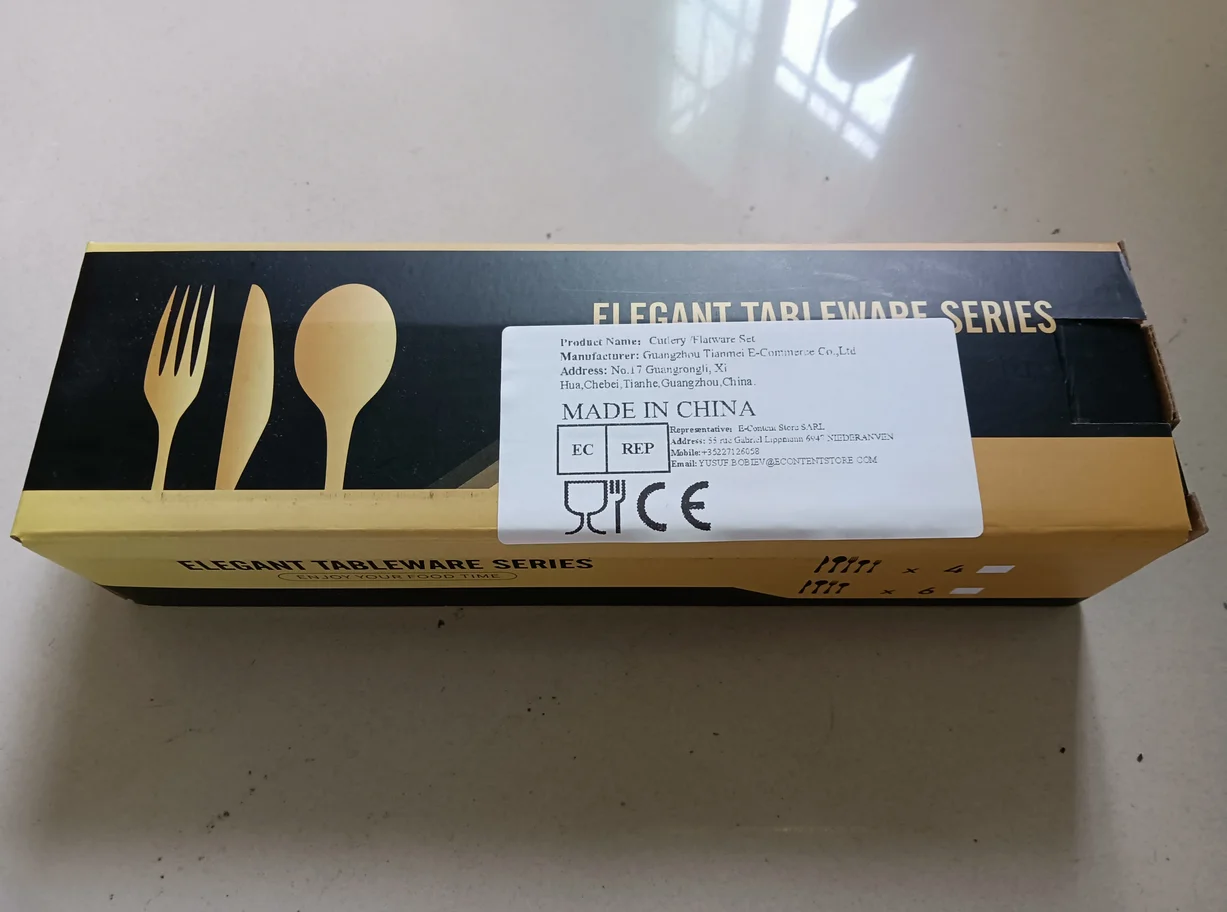 ELEGANT TABLEWARE SERIES
Product Name: Cutlery /Flatware Set
Manufacturer: Guangzhou Tianmei E-Commerce Co.,Ltd
Address: No.17 Guangrongli, Xi
Hua,Chebei,Tianhe,Guangzhou,China.
MADE IN CHINA
EC REP
Representative: E-Content Store SARL
Address: 55 rue Gabriel Lippmann 6947 NIEDERANVEN
Mobile:+35227126058
Email:YUSUF.BOBIEV@ECONTENTSTORE.COM
CE
ELEGANT TABLEWARE SERIES
ENJOY YOUR FOOD TIME
x 4
x 6